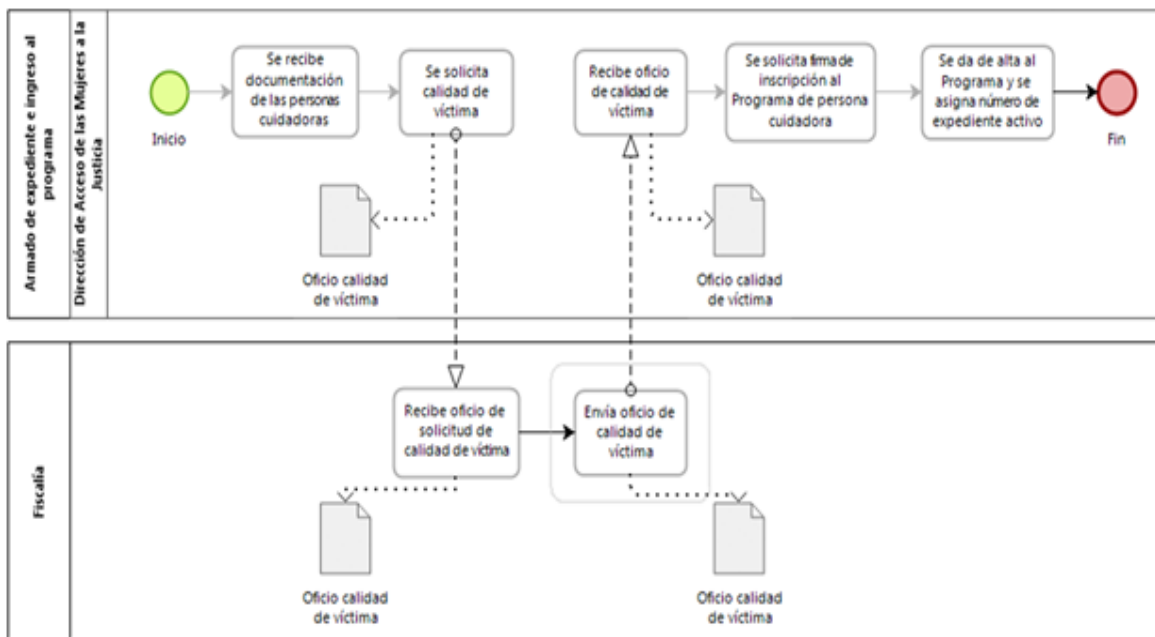 Armado de expediente e ingreso al
programa
Dirección de Acceso de las Mujeres a la
Justicia
Inicio
Se recibe
documentación
de las personas
cuidadoras
Se solicita
calidad de
víctima
Recibe oficio
de calidad de
víctima
Se solicita firma de
inscripción al
Programa de persona
cuidadora
Se da de alta al
Programa y se
asigna número de
expediente activo
Fin
Oficio calidad
de víctima
Oficio calidad
de víctima
Fiscalía
Recibe oficio de
solicitud de
calidad de víctima
Envía oficio de
calidad de
víctima
Oficio calidad
de víctima
Oficio calidad
de víctima